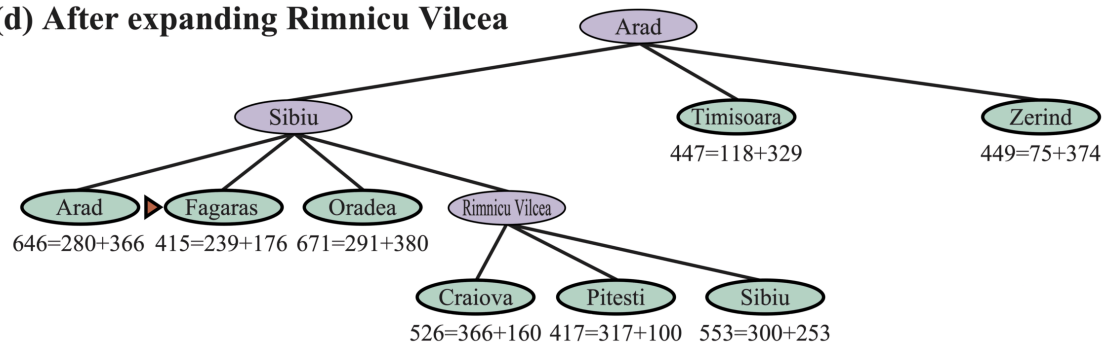 (d) After expanding Rimnicu Vilcea
Arad
Sibiu
Timisoara
Zerind
447=118+329
449=75+374
Arad
Fagaras
Oradea
Rimnicu Vilcea
646=280+366
415=239+176
671=291+380
Craiova
Pitesti
Sibiu
526=366+160
417=317+100
553=300+253